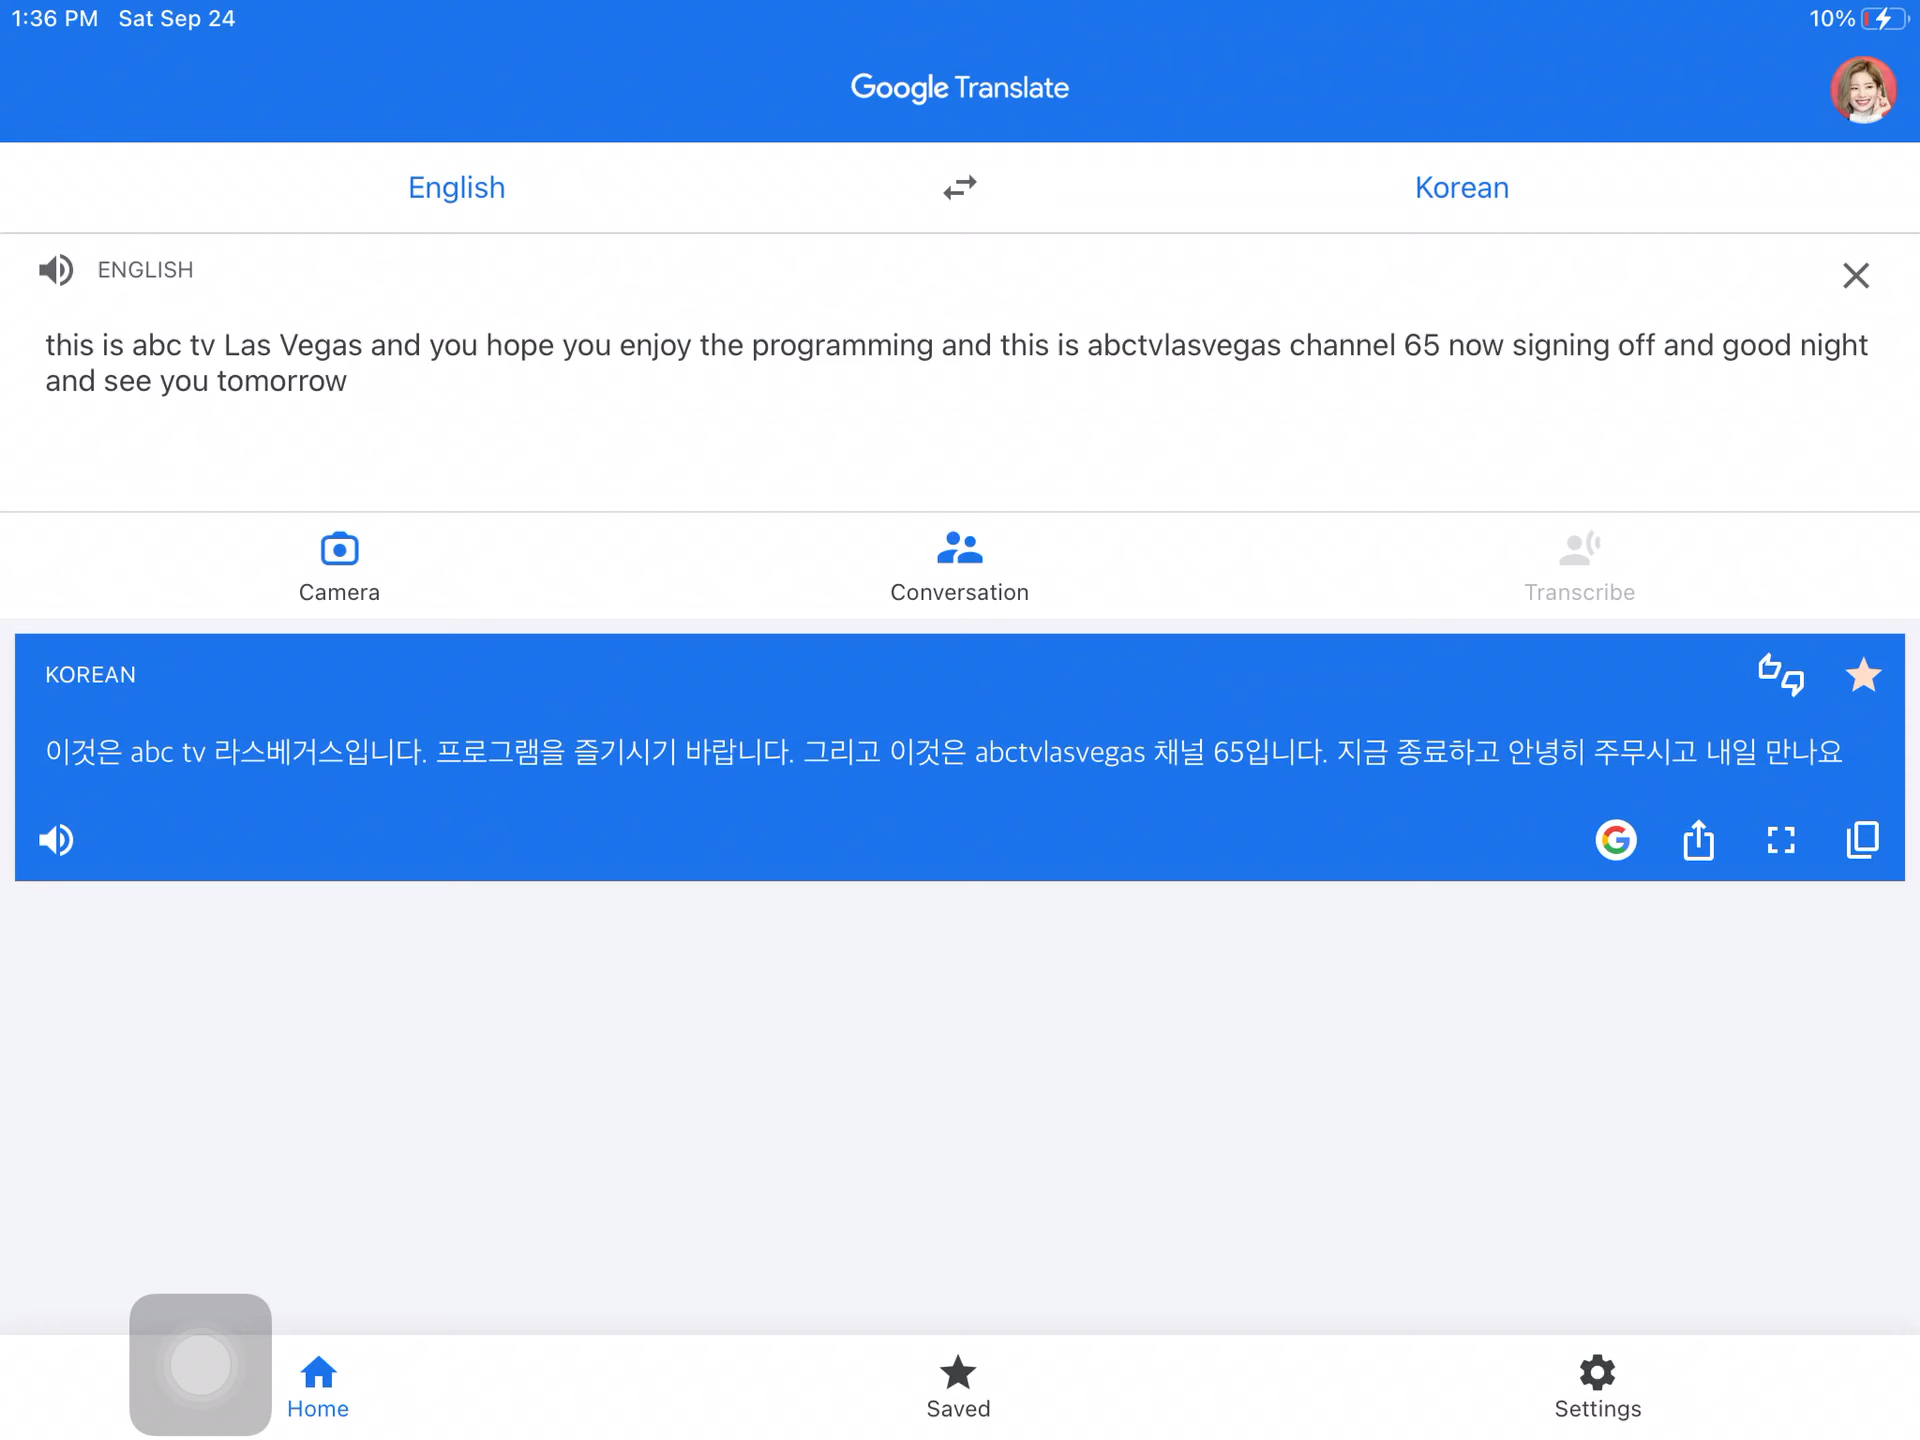 1:36 PM Sat Sep 24 10%
Google Translate
English Korean
ENGLISH
this is abc tv Las Vegas and you hope you enjoy the programming and this is abctvlasvegas channel 65 now signing off and good night
and see you tomorrow
Camera Conversation Transcribe
KOREAN
이것은 abc tv 라스베거스입니다. 프로그램을 즐기시기 바랍니다. 그리고 이것은 abctvlasvegas 채널 65입니다. 지금 종료하고 안녕히 주무시고 내일 만나요
Home Saved Settings